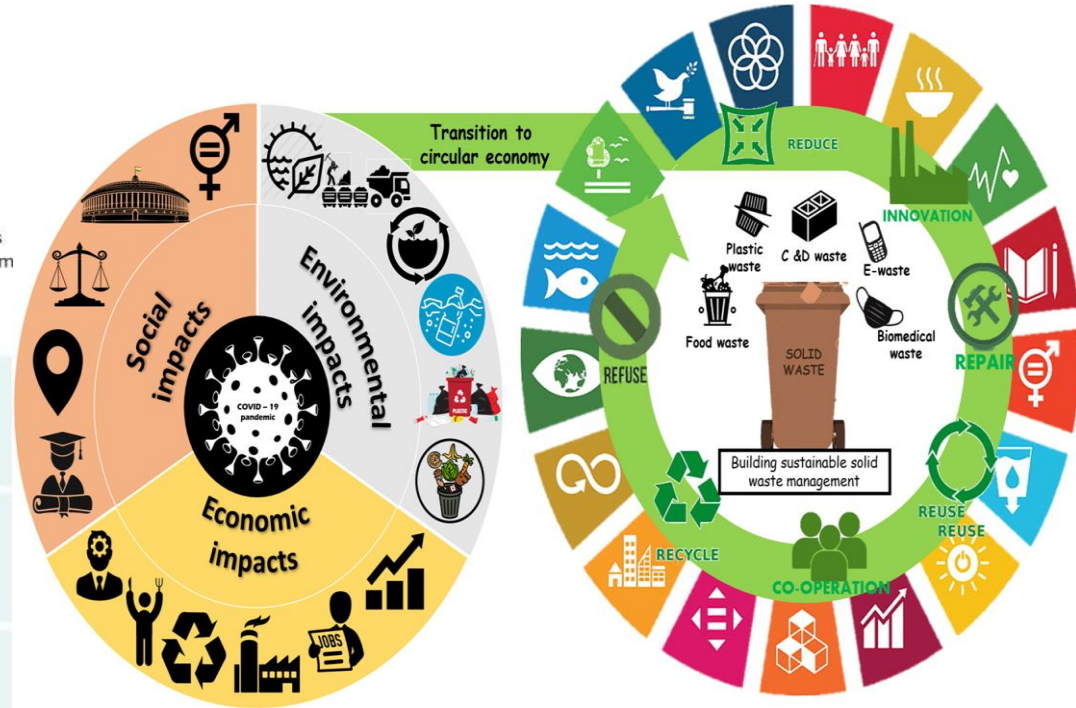 s
m
Social
impacts
Environmental
impacts
COVID – 19
pandemic
Economic
impacts
JOBS
PLASTIC
Transition to
circular economy
REDUCE
INNOVATION
REPAIR
REUSE
REUSE
CO-OPERATION
RECYCLE
REFUSE
Plastic
waste
C &D waste
E-waste
Food waste
Biomedical
waste
SOLID
WASTE
Building sustainable solid
waste management